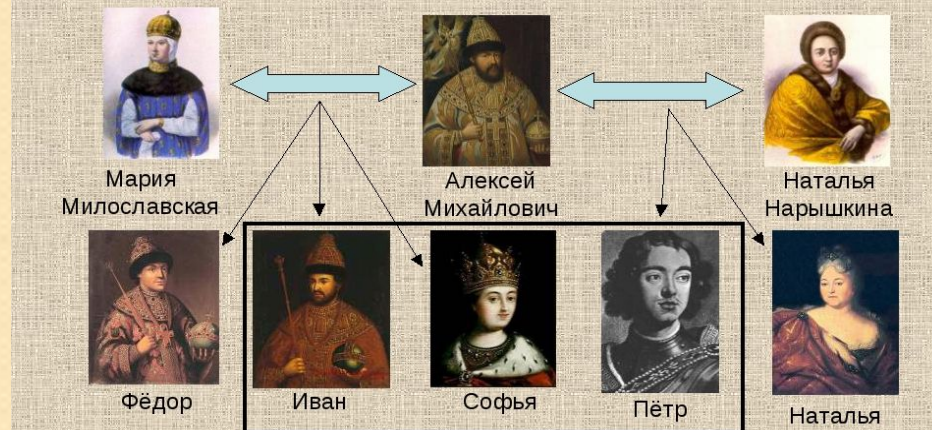 Мария
Милославская
Алексей
Михайлович
Наталья
Нарышкина
Фёдор
Иван
Софья
Пётр
Наталья